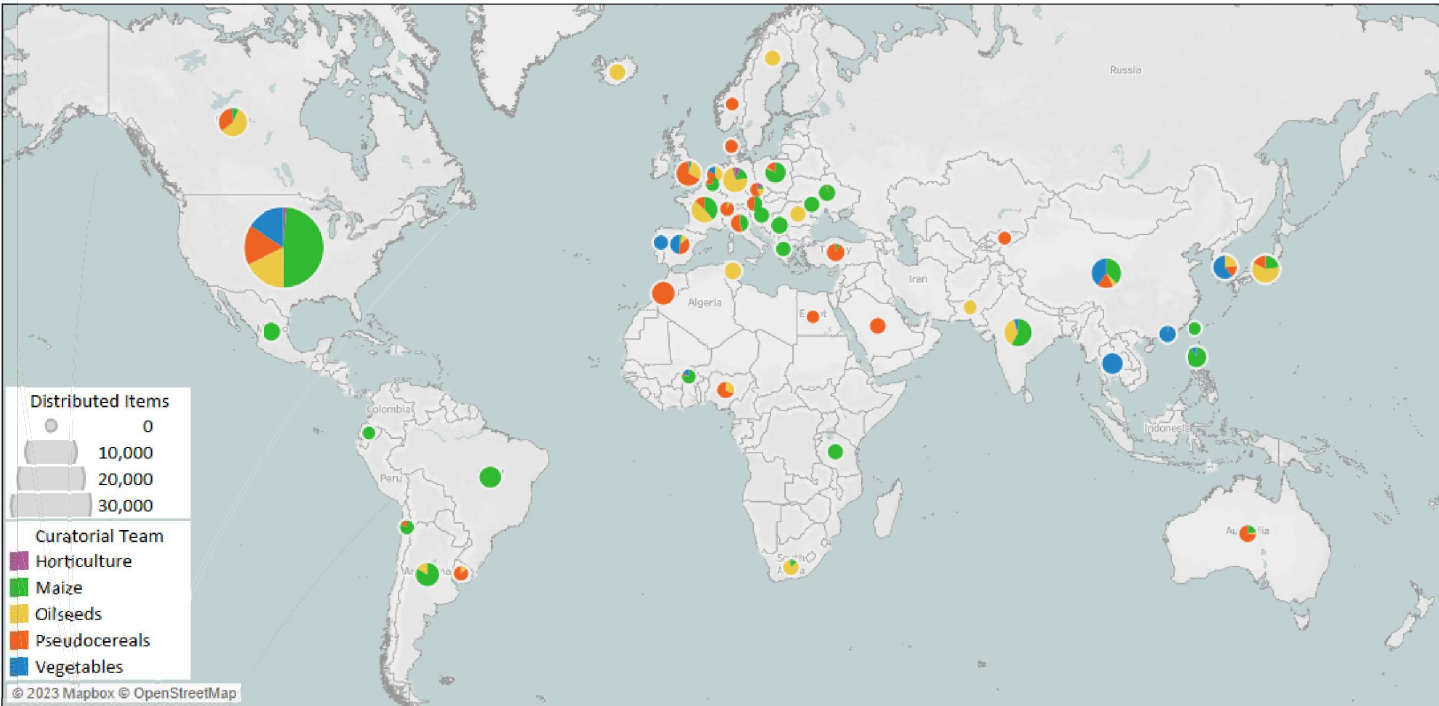 Russia
Iran
Algeria
Colombia
Peru
Indonesia
Distributed Items
0
10,000
20,000
30,000
Curatorial Team
Horticulture
Maize
Oilseeds
Pseudocereals
Vegetables
© 2023 Mapbox © OpenStreetMap